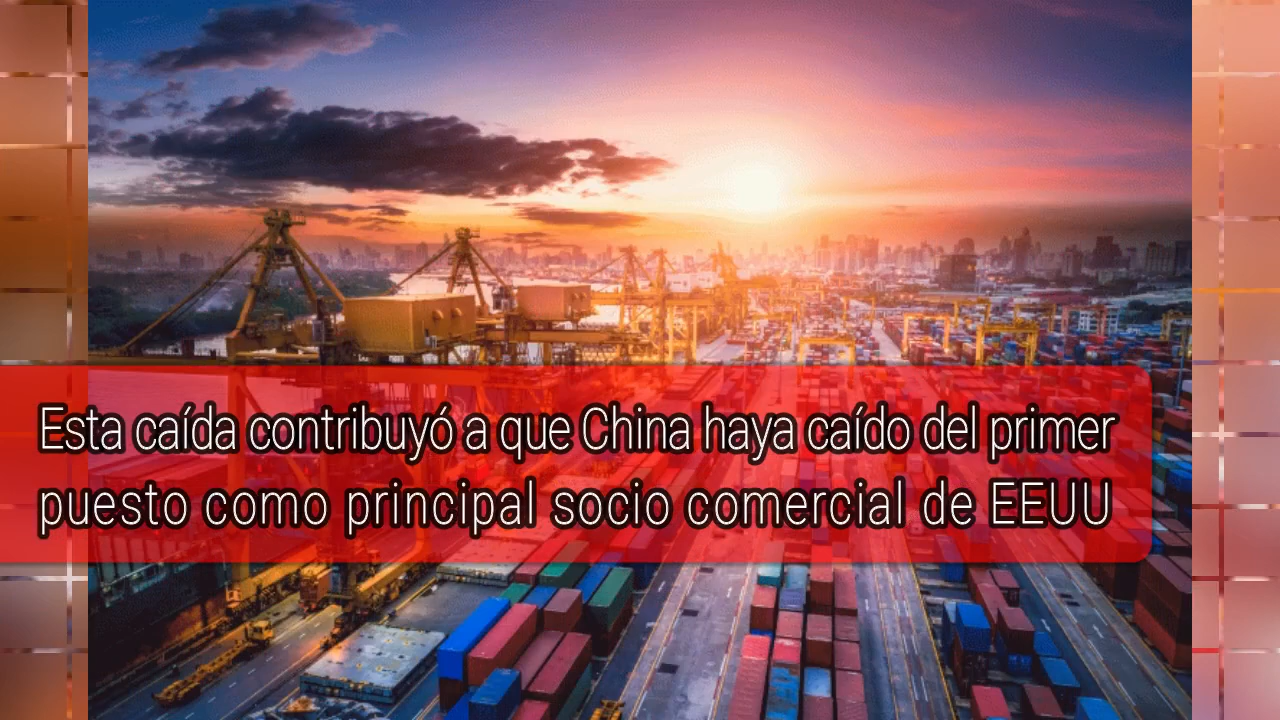 Esta caída contribuyó a que China haya caído del primer
puesto como principal socio comercial de EEUU